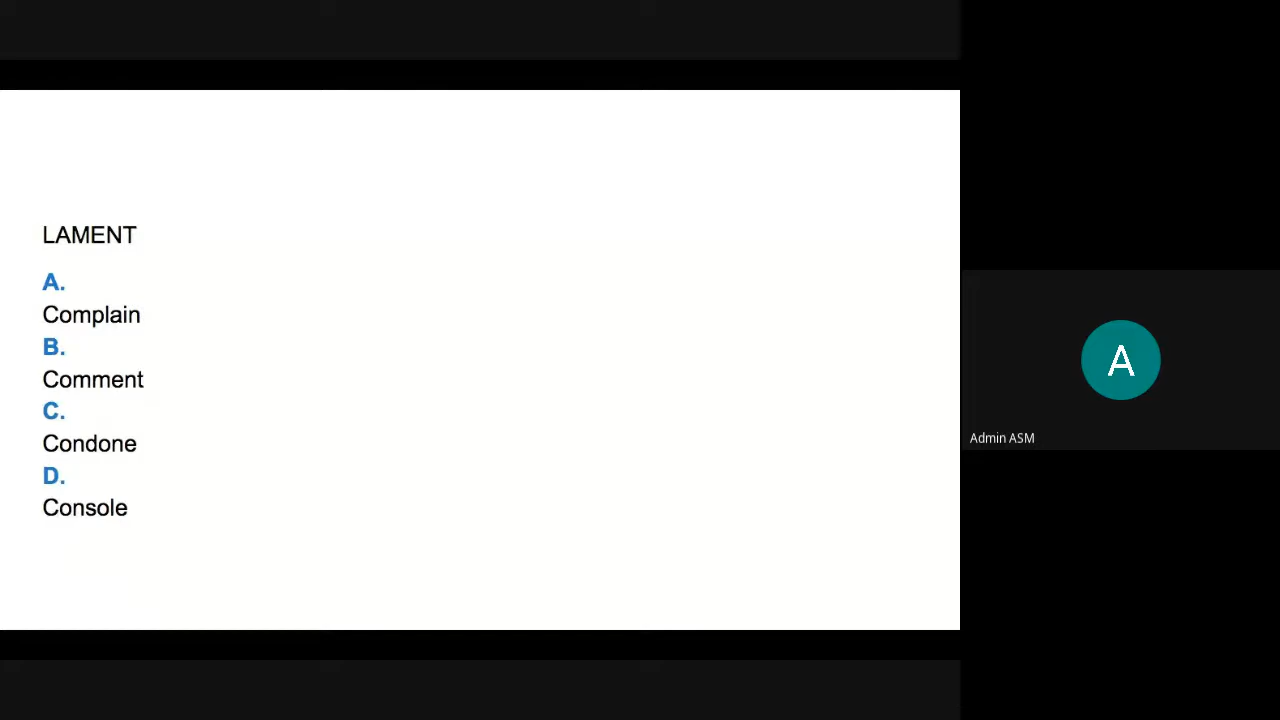 LAMENT
A.
Complain
B.
Comment
C.
Condone
D.
Console
A
Admin ASM